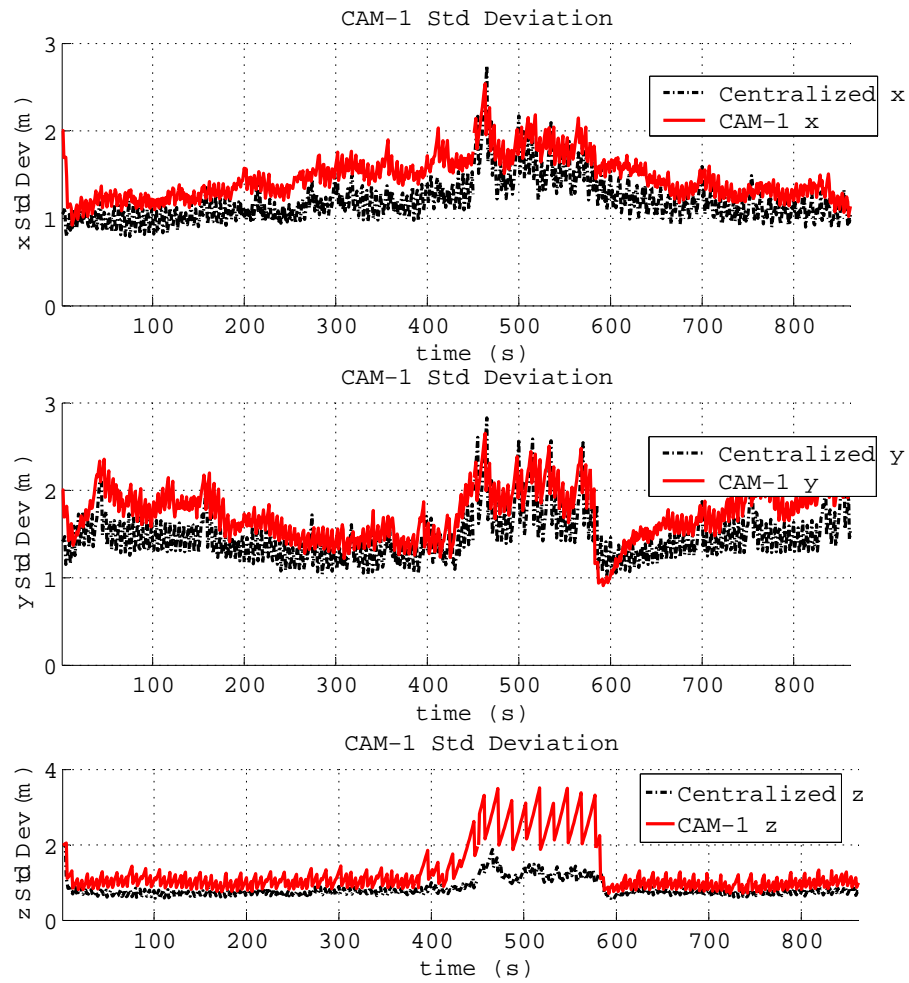 CAM-1 Std Deviation
3
2
1
0
x Std Dev (m)
Centralized x
CAM-1 x
100 200 300 400 500 600 700 800
time (s)
CAM-1 Std Deviation
3
2
1
0
y Std Dev (m)
Centralized y
CAM-1 y
100 200 300 400 500 600 700 800
time (s)
CAM-1 Std Deviation
4
2
0
z Std Dev (m)
Centralized z
CAM-1 z
100 200 300 400 500 600 700 800
time (s)